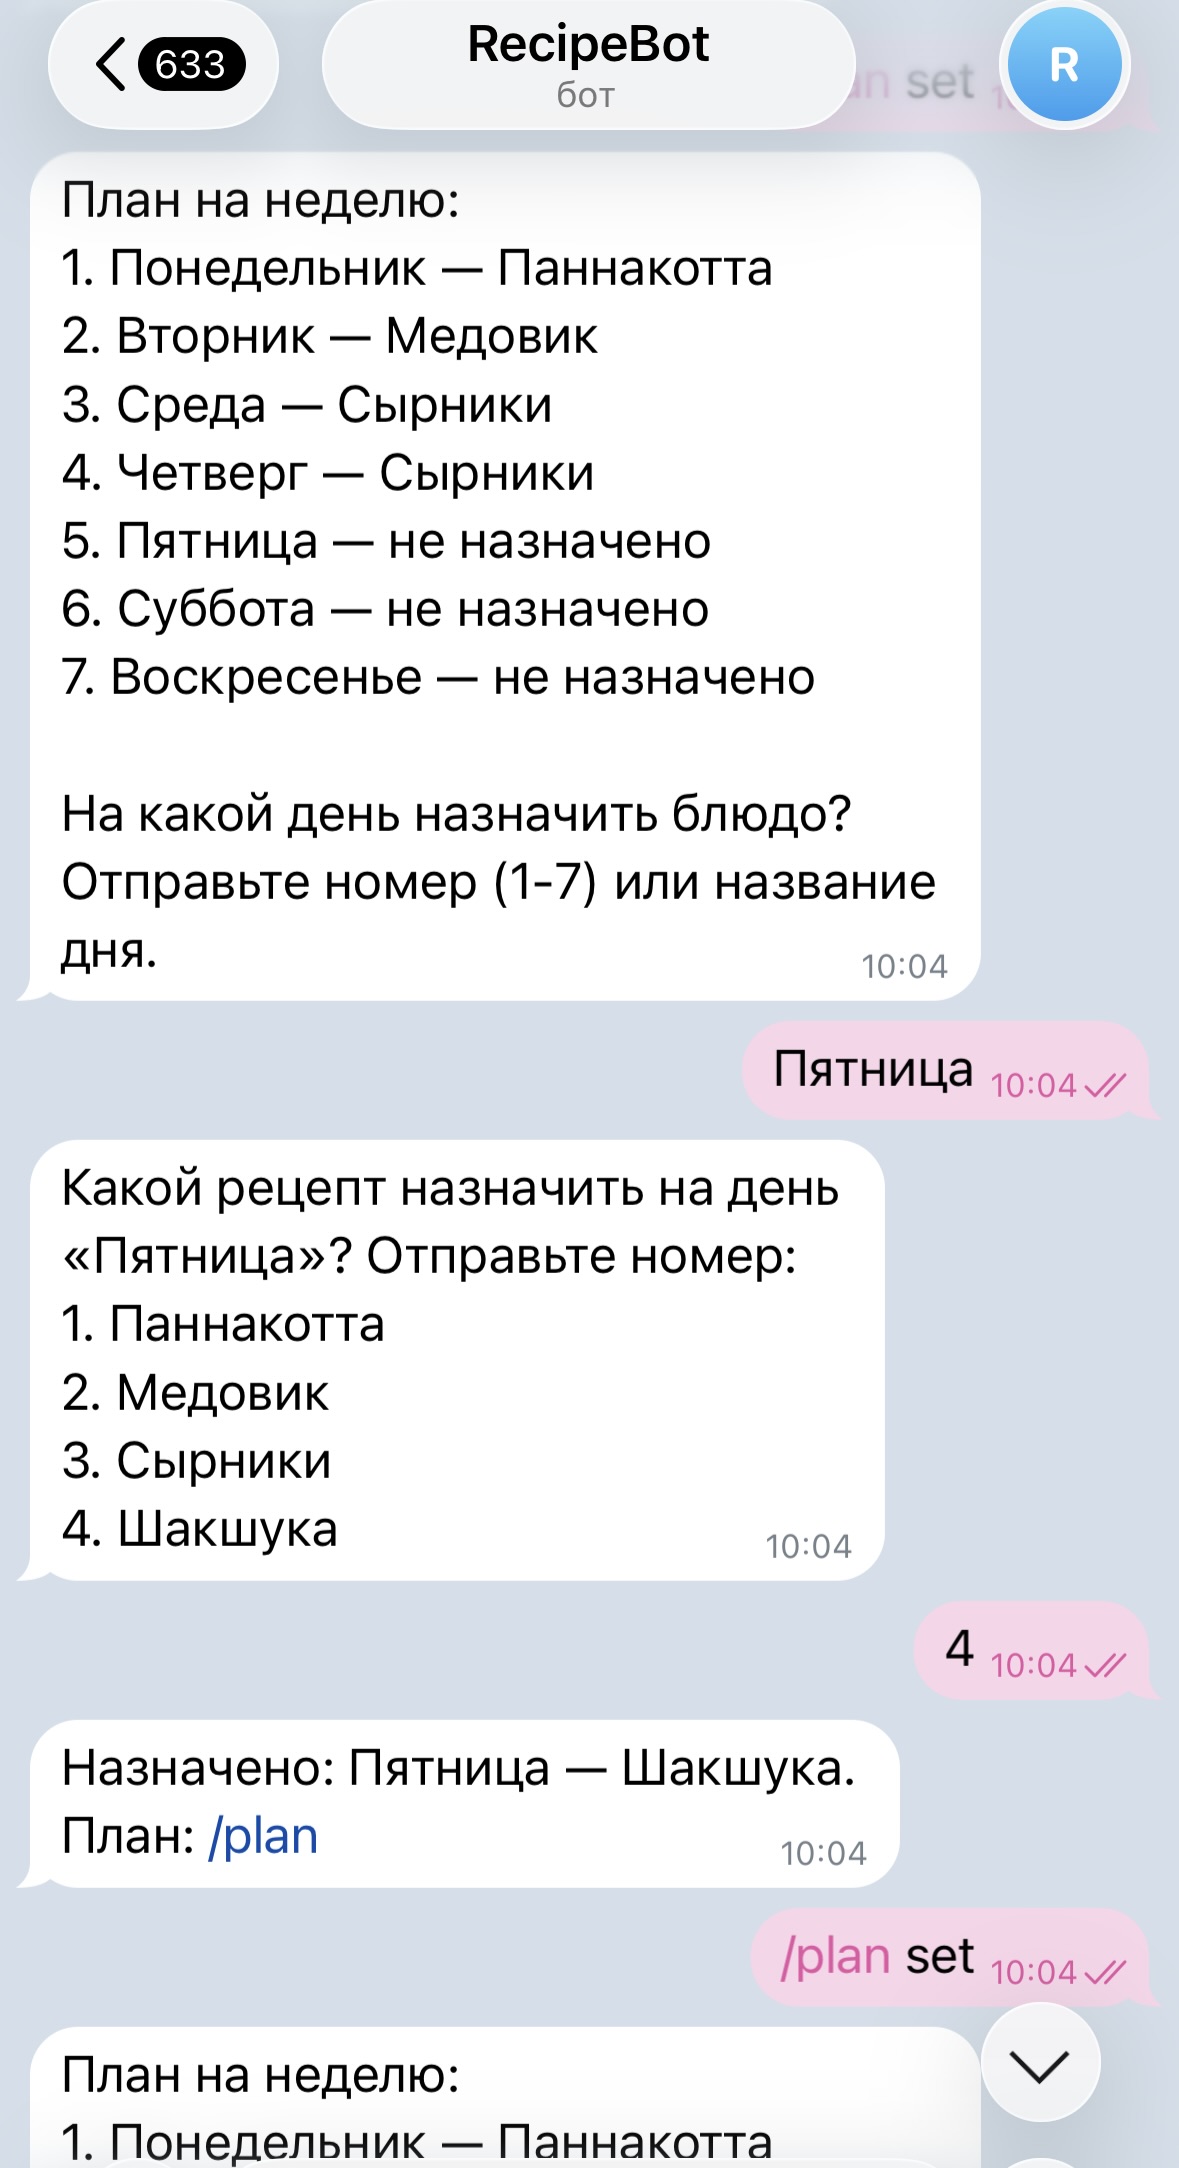 633
RecipeBot
бот
R
an set
План на неделю:
1. Понедельник — Паннакотта
2. Вторник — Медовик
3. Среда — Сырники
4. Четверг — Сырники
5. Пятница — не назначено
6. Суббота — не назначено
7. Воскресенье — не назначено
На какой день назначить блюдо?
Отправьте номер (1-7) или название
дня.
10:04
Пятница 10:04
Какой рецепт назначить на день
«Пятница»? Отправьте номер:
1. Паннакотта
2. Медовик
3. Сырники
4. Шакшука
10:04
4 10:04
Назначено: Пятница — Шакшука.
План: /plan
10:04
/plan set 10:04
План на неделю:
1. Понедельник — Паннакотта